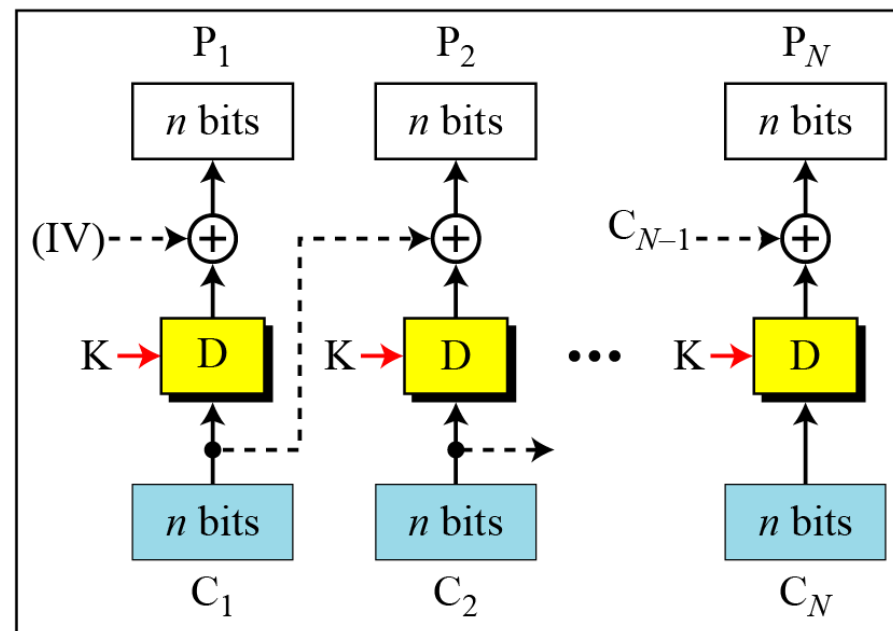 P1 P2 PN
n bits n bits n bits
(IV) + + CN–1 +
K D K D ••• K D
n bits n bits n bits
C1 C2 CN